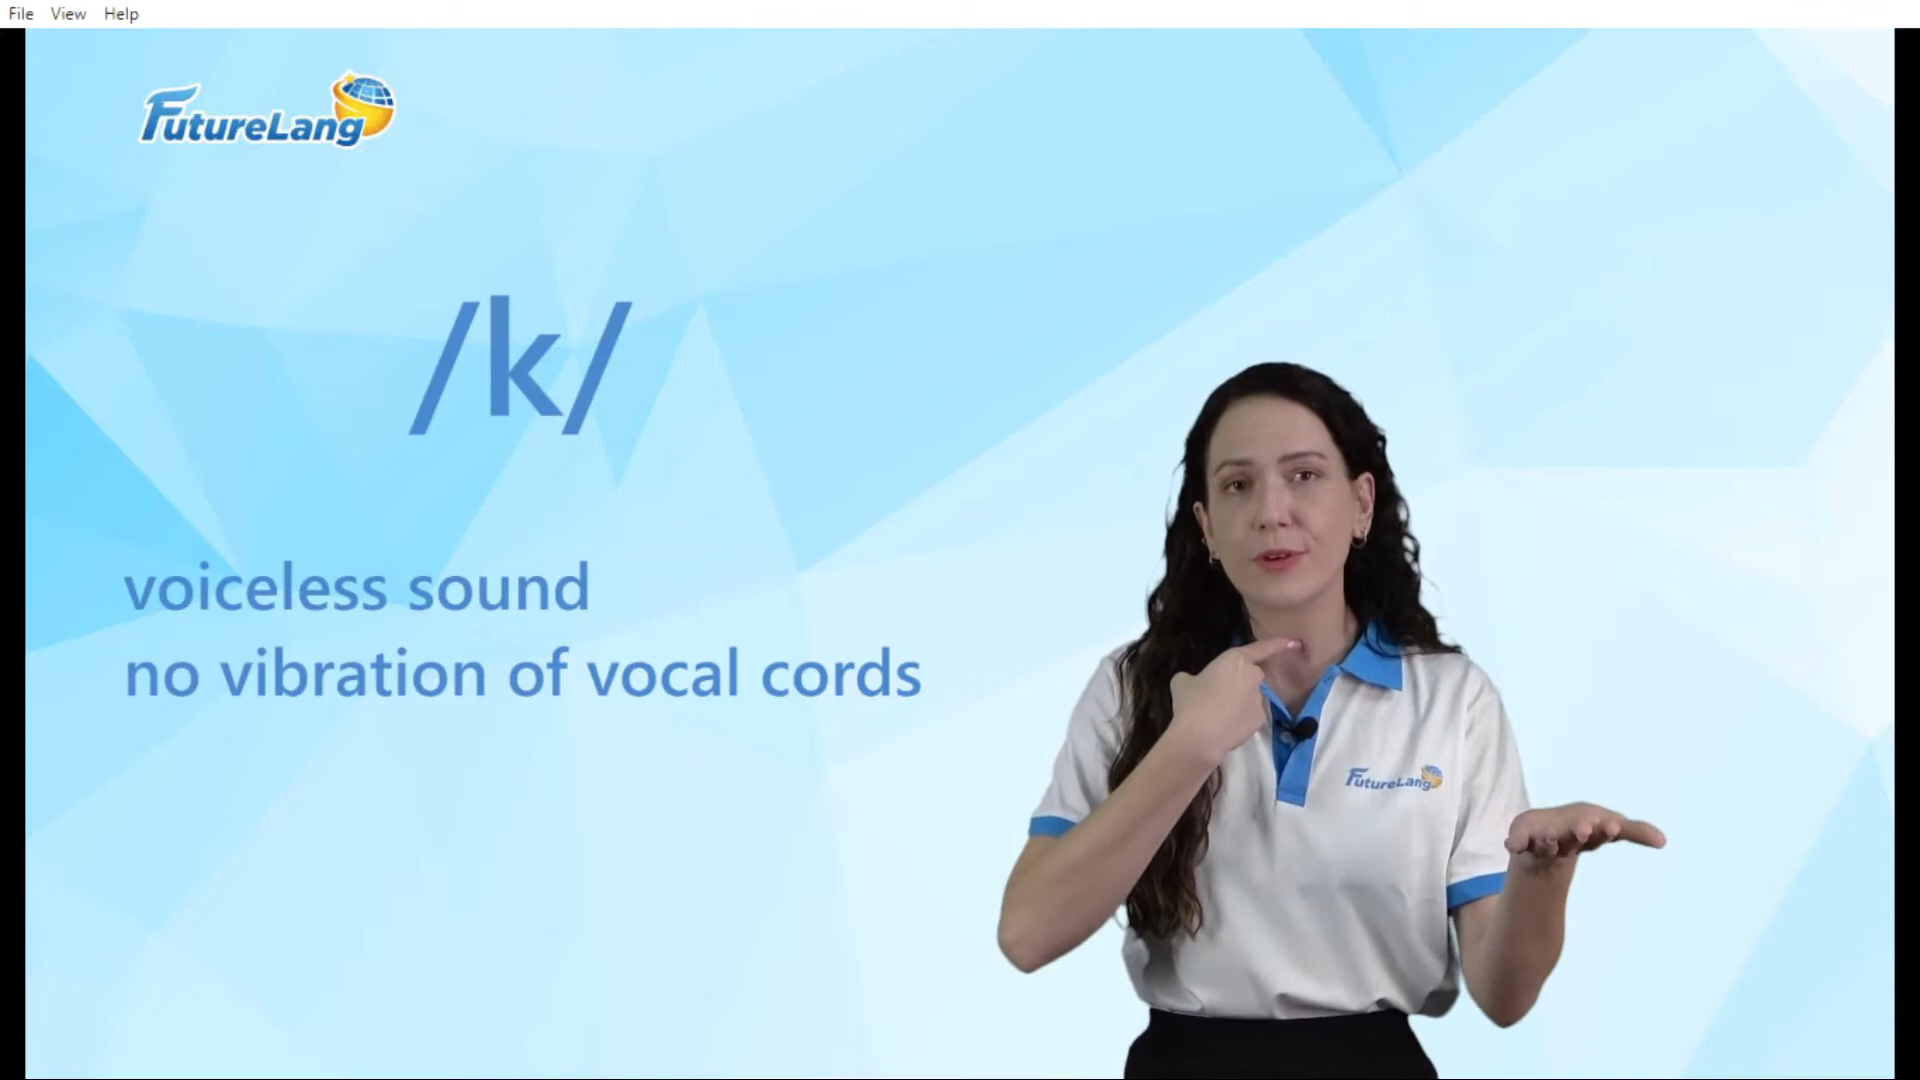 File View Help
FutureLang
/k/
voiceless sound
no vibration of vocal cords
FutureLang